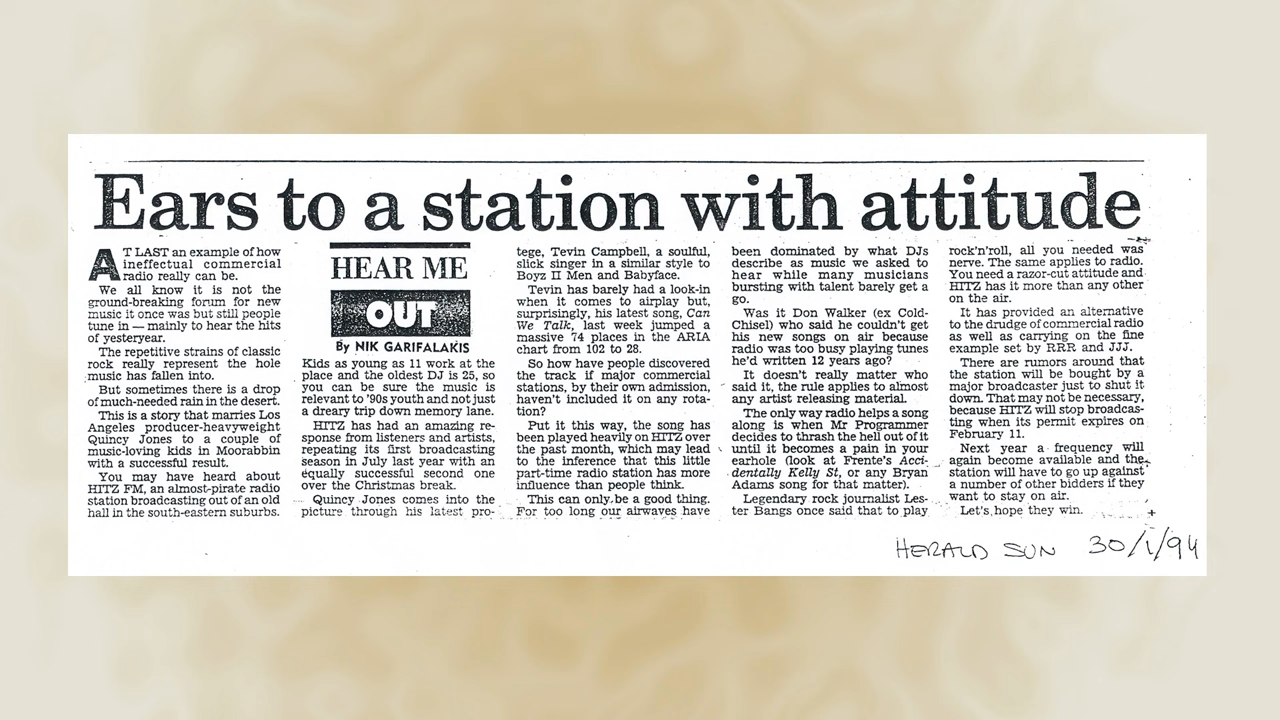 Ears to a station with attitude
AT LAST an example of how
ineffectual commercial
radio really can be.
We all know it is not the
ground-breaking forum for new
music it once was but still people
tune in — mainly to hear the hits
of yesteryear.
The repetitive strains of classic
rock really represent the hole
music has fallen into.
But sometimes there is a drop
of much-needed rain in the desert.
This is a story that marries Los
Angeles producer-heavyweight
Quincy Jones to a couple of
music-loving kids in Moorabbin
with a successful result.
You may have heard about
HITZ FM, an almost-pirate radio
station broadcasting out of an old
hall in the south-eastern suburbs.
HEAR ME
OUT
By NIK GARIFALAKIS
Kids as young as 11 work at the
place and the oldest DJ is 25, so
you can be sure the music is
relevant to '90s youth and not just
a dreary trip down memory lane.
HITZ has had an amazing re-
sponse from listeners and artists,
repeating its first broadcasting
season in July last year with an
equally successful second one
over the Christmas break.
Quincy Jones comes into the
picture through his latest pro-
tege, Tevin Campbell, a soulful,
slick singer in a similar style to
Boyz II Men and Babyface.
Tevin has barely had a look-in
when it comes to airplay but,
surprisingly, his latest song, Can
We Talk, last week jumped a
massive 74 places in the ARIA
chart from 102 to 28.
So how have people discovered
the track if major commercial
stations, by their own admission,
haven't included it on any rota-
tion?
Put it this way, the song has
been played heavily on HITZ over
the past month, which may lead
to the inference that this little
part-time radio station has more
influence than people think.
This can only be a good thing.
For too long our airwaves have
been dominated by what DJs
describe as music we asked to
hear while many musicians
bursting with talent barely get a
go.
Was it Don Walker (ex Cold-
Chisel) who said he couldn't get
his new songs on air because
radio was too busy playing tunes
he'd written 12 years ago?
It doesn't really matter who
said it, the rule applies to almost
any artist releasing material.
The only way radio helps a song
along is when Mr Programmer
decides to thrash the hell out of it
until it becomes a pain in your
earhole (look at Frente's Acci-
dentally Kelly St, or any Bryan
Adams song for that matter).
Legendary rock journalist Les-
ter Bangs once said that to play
rock'n'roll, all you needed was
nerve. The same applies to radio.
You need a razor-cut attitude and
HITZ has it more than any other
on the air.
It has provided an alternative
to the drudge of commercial radio
as well as carrying on the fine
example set by RRR and JJJ.
There are rumors around that
the station will be bought by a
major broadcaster just to shut it
down. That may not be necessary,
because HITZ will stop broadcas-
ting when its permit expires on
February 11.
Next year a frequency will
again become available and the
station will have to go up against
a number of other bidders if they
want to stay on air.
Let's hope they win.
HERALD SUN 30/1/94